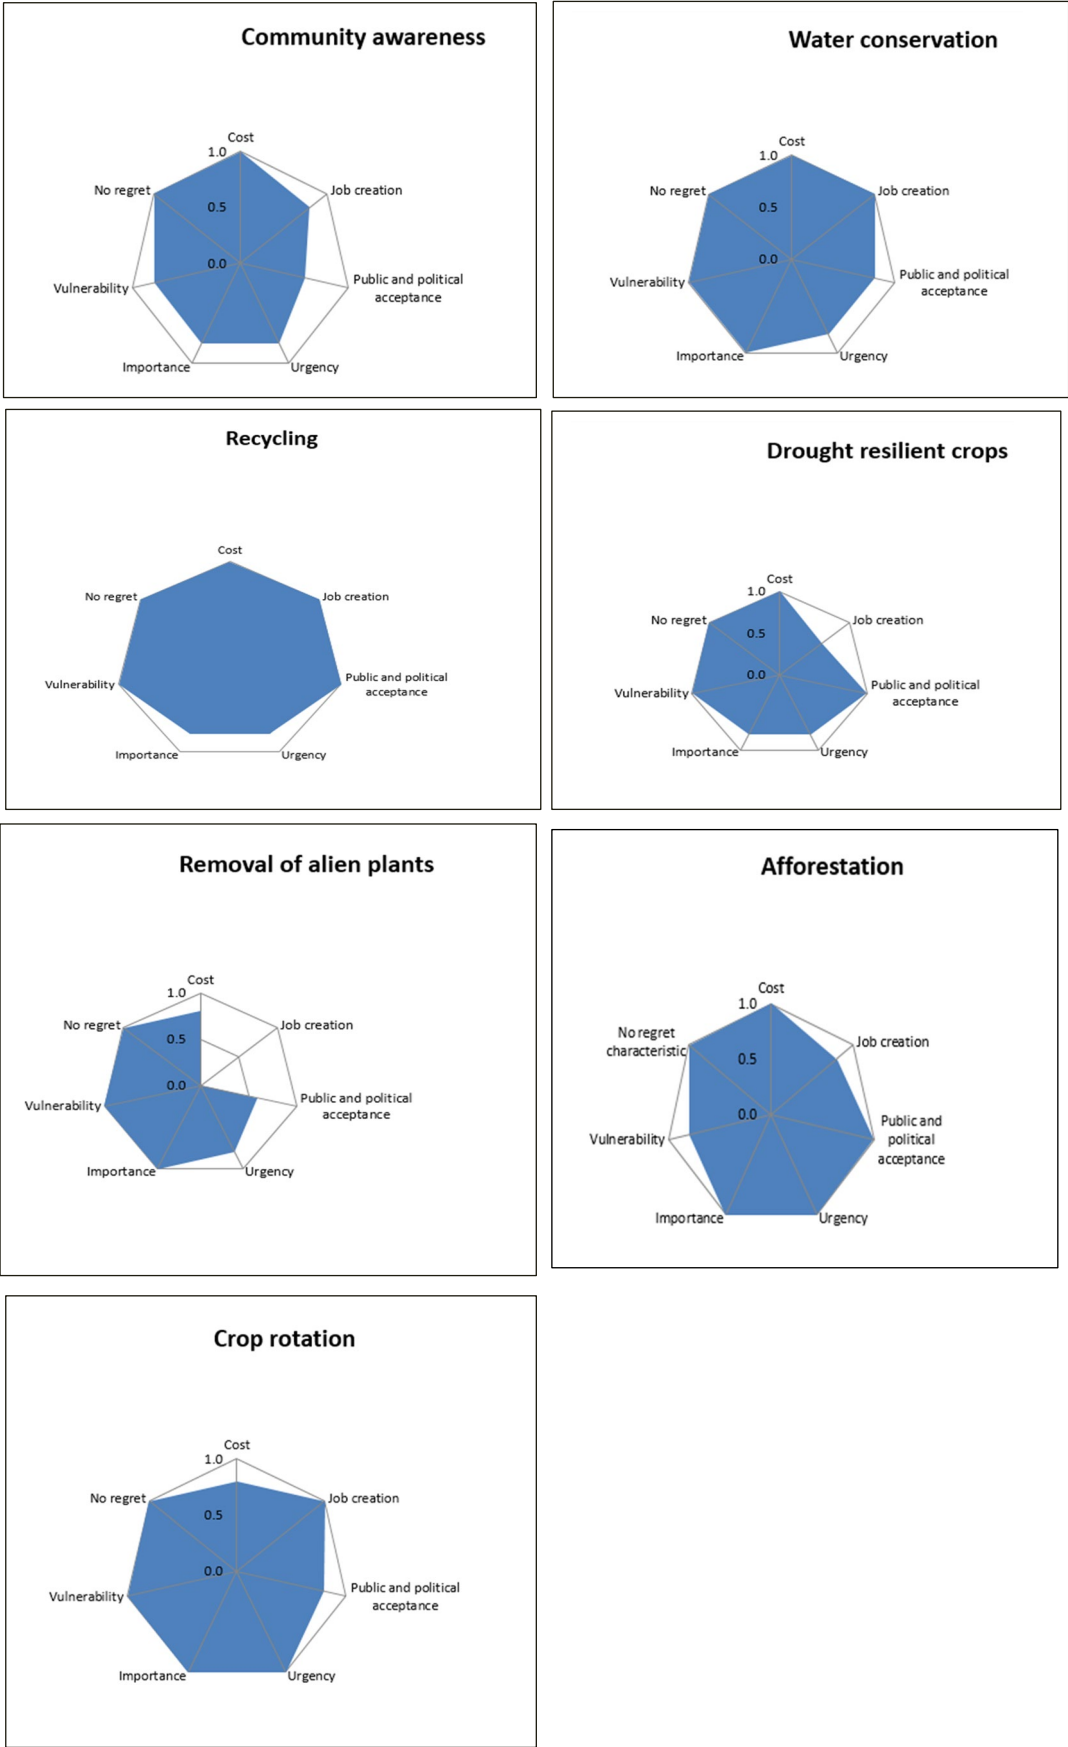 Community awareness
Cost
1.0
No regret
Job creation
0.5
0.0
Vulnerability
Public and political
acceptance
Importance
Urgency
Water conservation
Cost
1.0
No regret
Job creation
0.5
0.0
Vulnerability
Public and political
acceptance
Importance
Urgency
Recycling
Cost
No regret
Job creation
Vulnerability
Public and political
acceptance
Importance
Urgency
Drought resilient crops
Cost
1.0
No regret
Job creation
0.5
0.0
Vulnerability
Public and political
acceptance
Importance
Urgency
Removal of alien plants
Cost
1.0
No regret
Job creation
0.5
0.0
Vulnerability
Public and political
acceptance
Importance
Urgency
Afforestation
Cost
1.0
No regret
characteristic
Job creation
0.5
0.0
Vulnerability
Public and
political
acceptance
Importance
Urgency
Crop rotation
Cost
1.0
No regret
Job creation
0.5
0.0
Vulnerability
Public and political
acceptance
Importance
Urgency